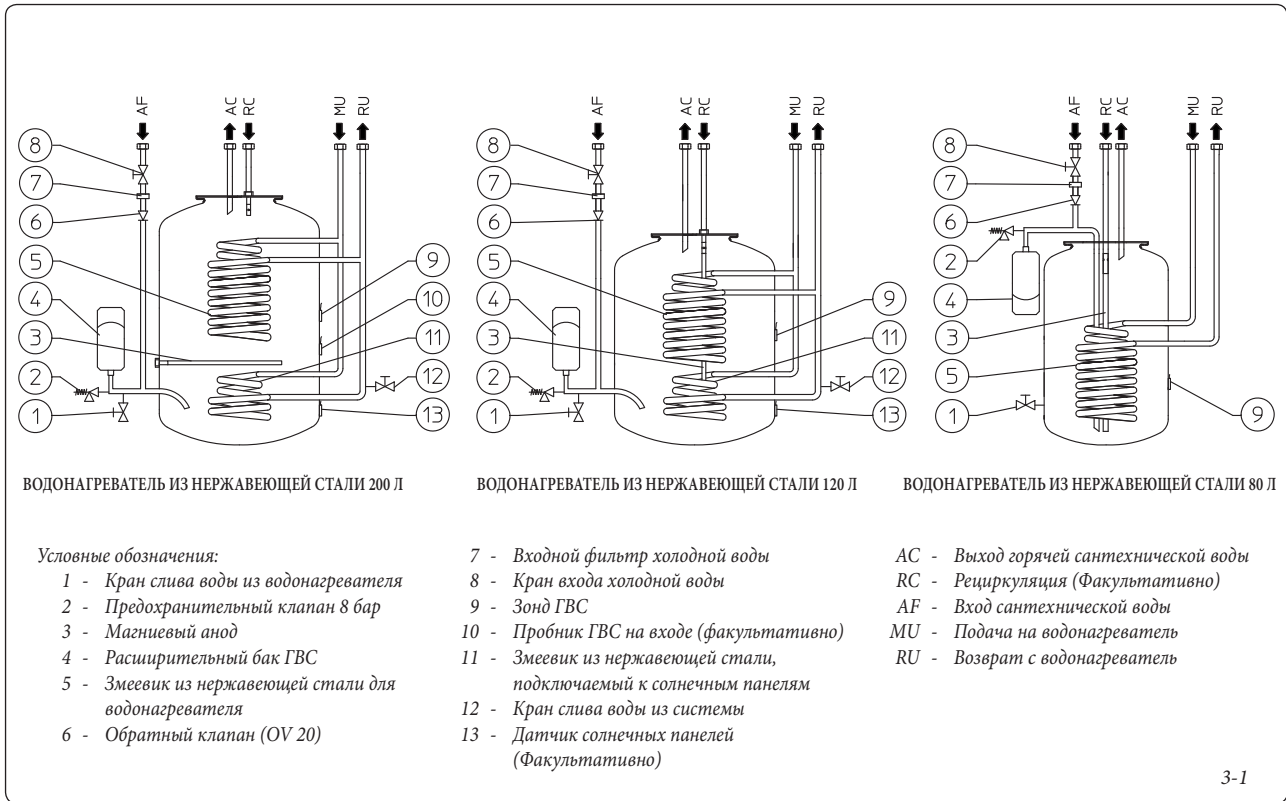 AF AC RC MU RU
8
7
6
5
4
3
2
1
9
10
11
12
13
AF AC RC MU RU
8
7
6
5
4
3
2
1
9
11
12
13
AF RC AC MU RU
8
7
6
2
4
3
5
1
9
ВОДОНАГРЕВАТЕЛЬ ИЗ НЕРЖАВЕЮЩЕЙ СТАЛИ 200 Л
ВОДОНАГРЕВАТЕЛЬ ИЗ НЕРЖАВЕЮЩЕЙ СТАЛИ 120 Л
ВОДОНАГРЕВАТЕЛЬ ИЗ НЕРЖАВЕЮЩЕЙ СТАЛИ 80 Л
Условные обозначения:
1 - Кран слива воды из водонагревателя
2 - Предохранительный клапан 8 бар
3 - Магниевый анод
4 - Расширительный бак ГВС
5 - Змеевик из нержавеющей стали для
водонагревателя
6 - Обратный клапан (OV 20)
7 - Входной фильтр холодной воды
8 - Кран входа холодной воды
9 - Зонд ГВС
10 - Пробник ГВС на входе (факультативно)
11 - Змеевик из нержавеющей стали,
подключаемый к солнечным панелям
12 - Кран слива воды из системы
13 - Датчик солнечных панелей
(Факультативно)
AC - Выход горячей сантехнической воды
RC - Рециркуляция (Факультативно)
AF - Вход сантехнической воды
MU - Подача на водонагреватель
RU - Возврат с водонагреватель
3-1